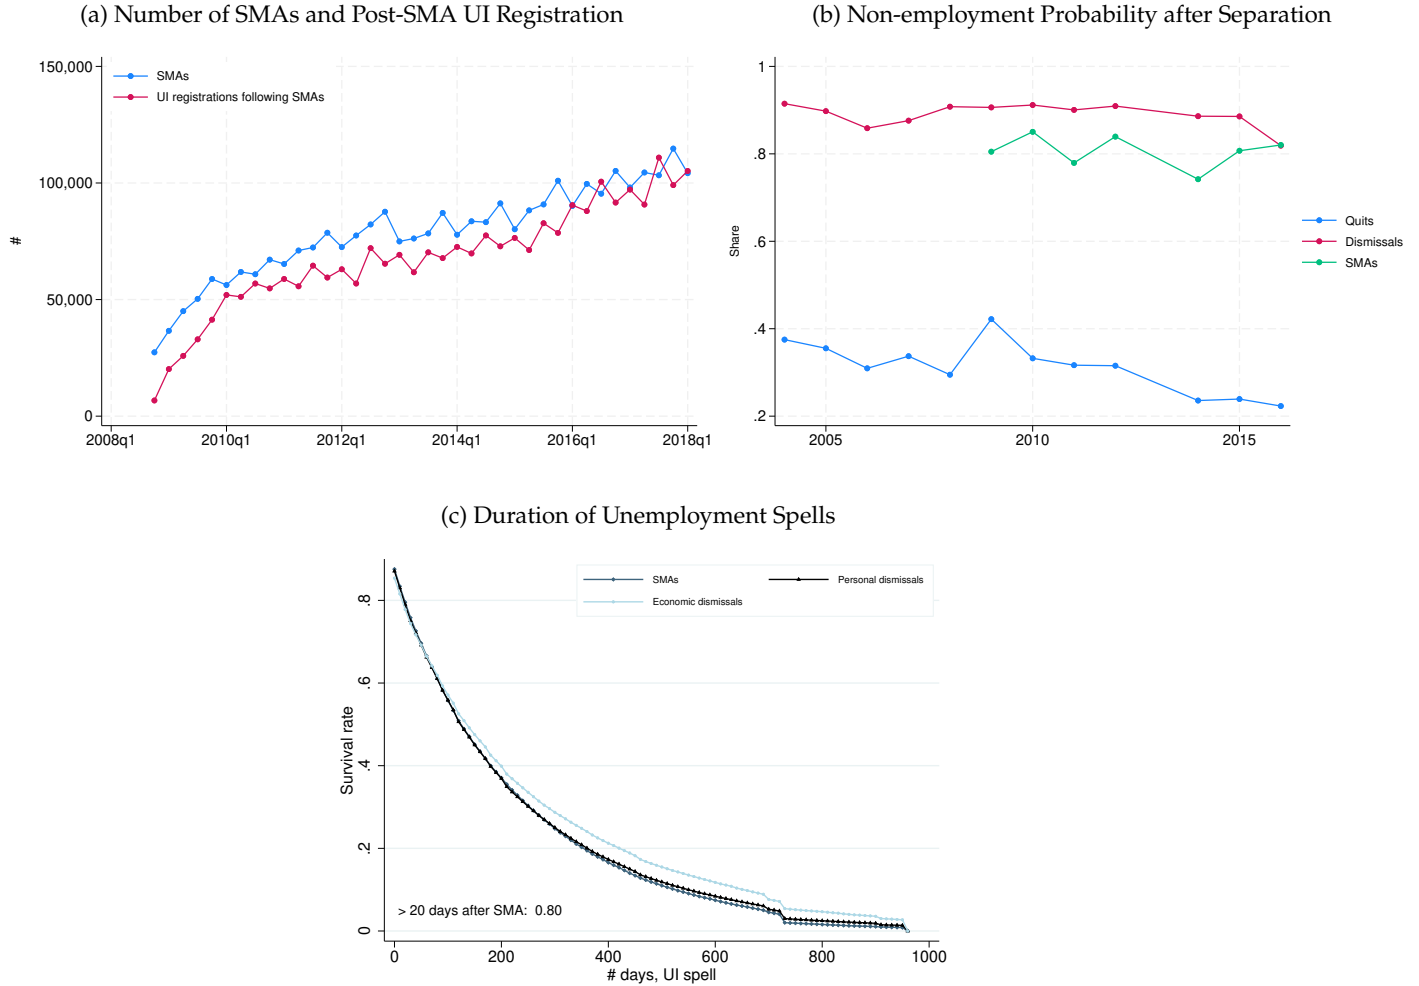 (a) Number of SMAs and Post-SMA UI Registration
150,000
100,000
50,000
0
#
SMAs
UI registrations following SMAs
2008q1 2010q1 2012q1 2014q1 2016q1 2018q1
(b) Non-employment Probability after Separation
1
.8
.6
.4
.2
Share
2005 2010 2015
Quits
Dismissals
SMAs
(c) Duration of Unemployment Spells
SMAs Personal dismissals
Economic dismissals
.8
.6
.4
.2
0
Survival rate
> 20 days after SMA: 0.80
0 200 400 600 800 1000
# days, UI spell